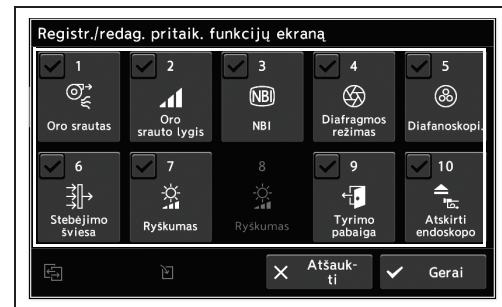 Registr./redag. pritaik. funkcijų ekraną
1
Oro srautas
2
Oro
srauto lygis
3
NBI
NBI
4
Diafragmos
režimas
5
Diafanoskopi.
6
Stebėjimo
šviesa
7
Ryškumas
8
Ryškumas
9
Tyrimo
pabaiga
10
Atskirti
endoskopo
Atšauk-
ti
Gerai